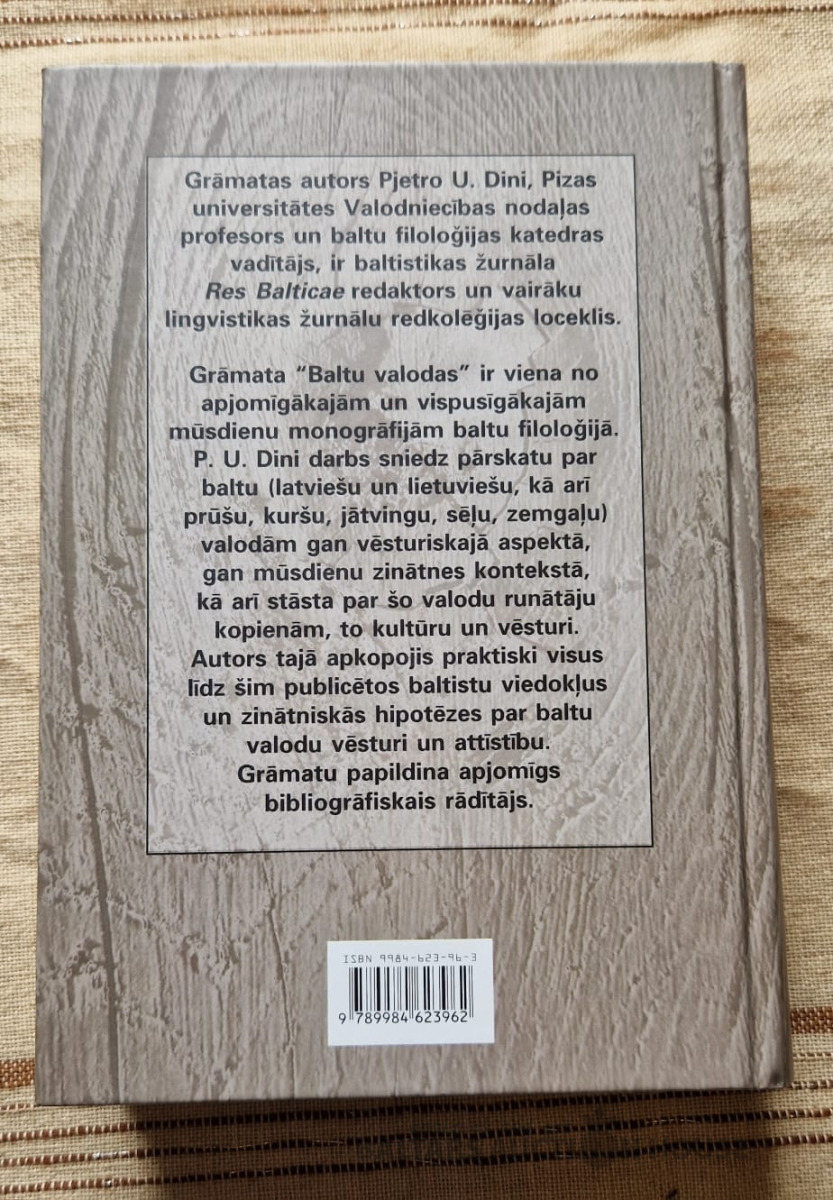 Grāmatas autors Pjetro U. Dini, Pizas
universitātes Valodniecības nodaļas
profesors un baltu filoloģijas katedras
vadītājs, ir baltistikas žurnāla
Res Balticae redaktors un vairāku
lingvistikas žurnālu redkolēģijas loceklis.
Grāmata “Baltu valodas” ir viena no
apjomīgākajām un vispusīgākajām
mūsdienu monogrāfijām baltu filoloģijā.
P. U. Dini darbs sniedz pārskatu par
baltu (latviešu un lietuviešu, kā arī
prūšu, kuršu, jātvingu, sēļu, zemgaļu)
valodām gan vēsturiskajā aspektā,
gan mūsdienu zinātnes kontekstā,
kā arī stāsta par šo valodu runātāju
kopienām, to kultūru un vēsturi.
Autors tajā apkopojis praktiski visus
līdz šim publicētos baltistu viedokļus
un zinātniskās hipotēzes par baltu
valodu vēsturi un attīstību.
Grāmatu papildina apjomīgs
bibliogrāfiskais rādītājs.
ISBN 9984-623-96-3
9 789984 623962